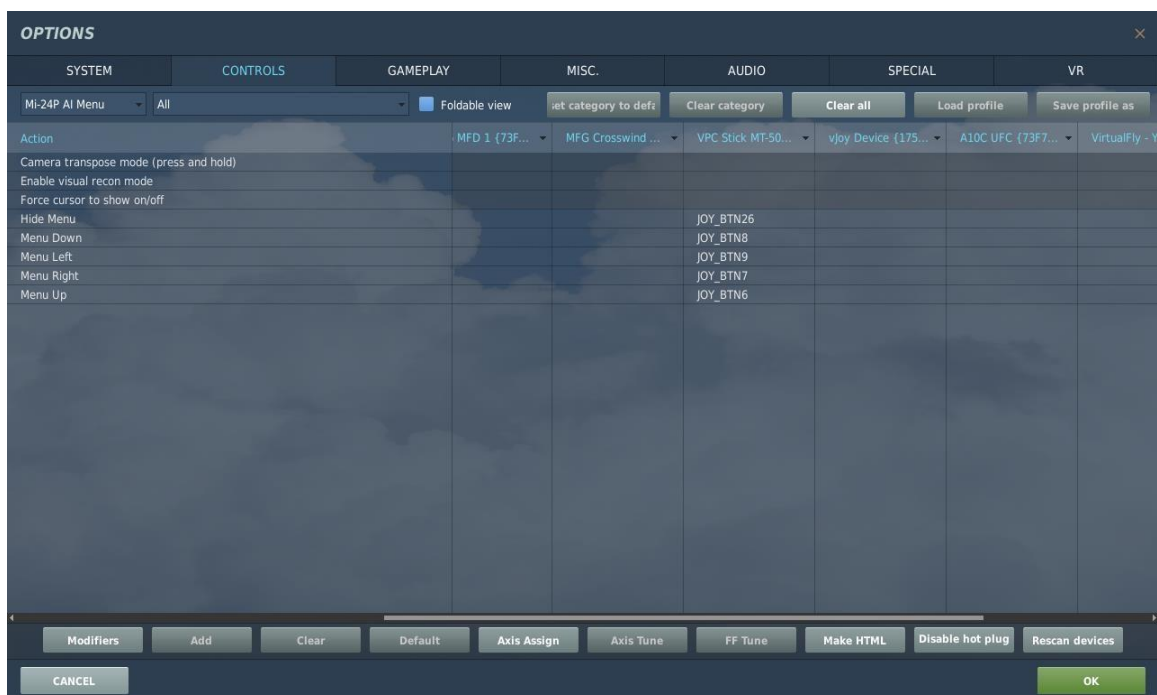 OPTIONS ×
SYSTEM CONTROLS GAMEPLAY MISC. AUDIO SPECIAL VR
Mi-24P AI Menu All Foldable view set category to defa Clear category Clear all Load profile Save profile as
Action MFD 1 {73F... MFG Crosswind ... VPC Stick MT-50... vJoy Device {175... A10C UFC {73F7... VirtualFly - Y
Camera transpose mode (press and hold)
Enable visual recon mode
Force cursor to show on/off
Hide Menu JOY_BTN26
Menu Down JOY_BTN8
Menu Left JOY_BTN9
Menu Right JOY_BTN7
Menu Up JOY_BTN6
Modifiers Add Clear Default Axis Assign Axis Tune FF Tune Make HTML Disable hot plug Rescan devices
CANCEL OK